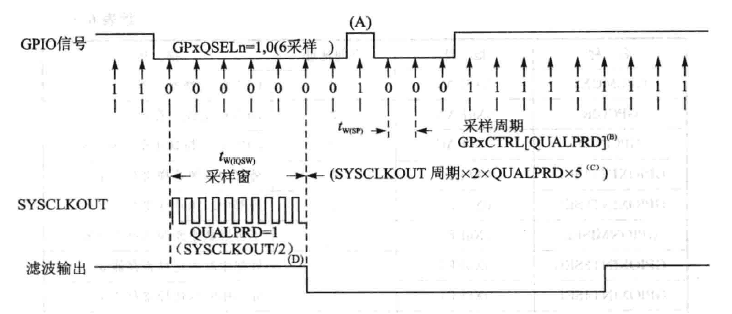 (A)
GPIO信号
GPxQSELn=1,0(6采样 )
1 1 0 0 0 0 0 0 0 1 0 0 0 1 1 1 1 1 1 1 1 1
tW(SP)
采样周期
GPxCTRL[QUALPRD](B)
tW(IQSW)
采样窗
(SYSCLKOUT 周期×2×QUALPRD×5(C))
SYSCLKOUT
QUALPRD=1
(SYSCLKOUT/2)
(D)
滤波输出